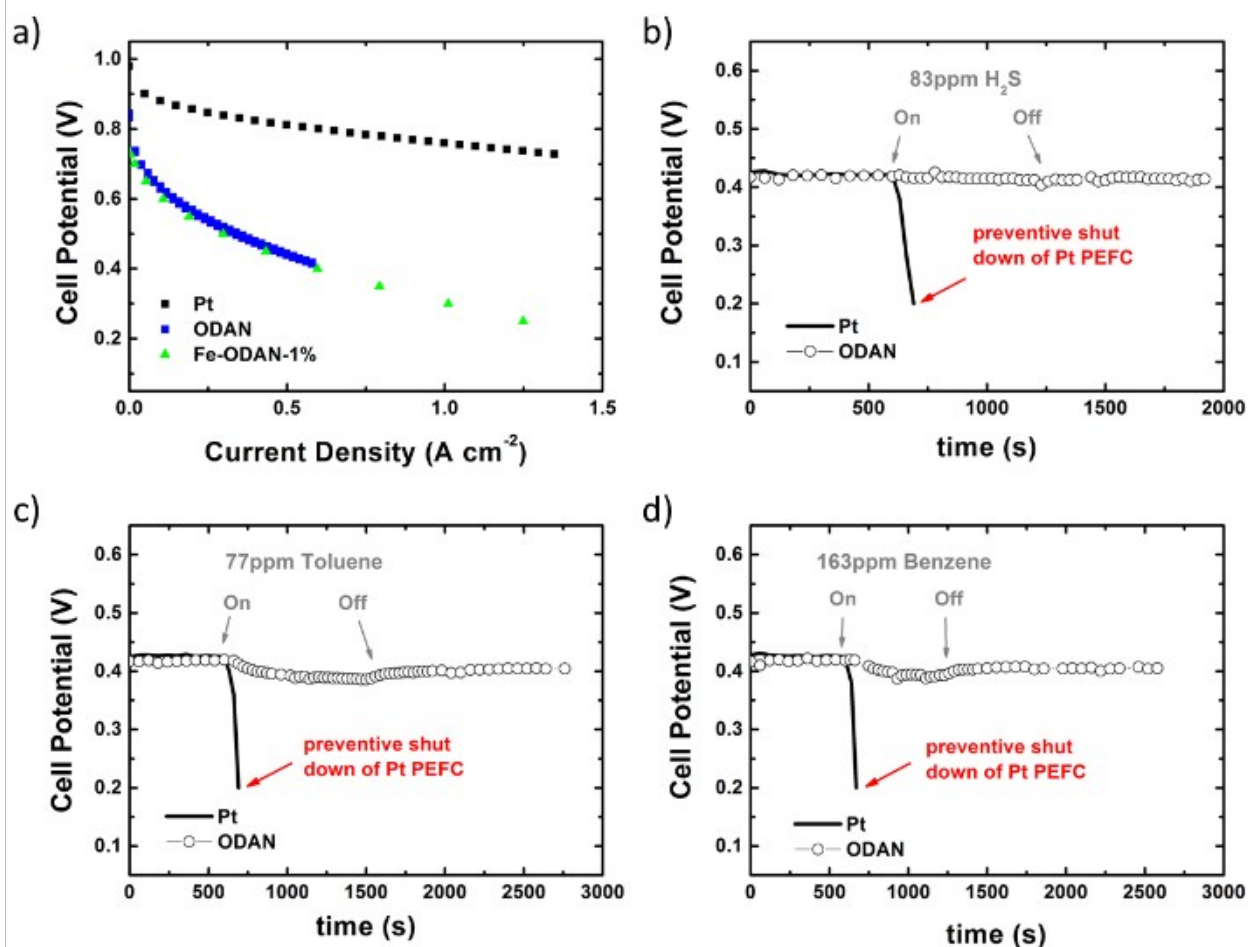 a)
1.0
0.8
0.6
0.4
0.2
Cell Potential (V)
Pt
ODAN
Fe-ODAN-1%
0.0 0.5 1.0 1.5
Current Density (A cm⁻²)
b)
0.6
0.5
0.4
0.3
0.2
0.1
Cell Potential (V)
83ppm H₂S
On Off
preventive shut
down of Pt PEFC
Pt
ODAN
0 500 1000 1500 2000
time (s)
c)
0.6
0.5
0.4
0.3
0.2
0.1
Cell Potential (V)
77ppm Toluene
On Off
preventive shut
down of Pt PEFC
Pt
ODAN
0 500 1000 1500 2000 2500 3000
time (s)
d)
0.6
0.5
0.4
0.3
0.2
0.1
Cell Potential (V)
163ppm Benzene
On Off
preventive shut
down of Pt PEFC
Pt
ODAN
0 500 1000 1500 2000 2500 3000
time (s)